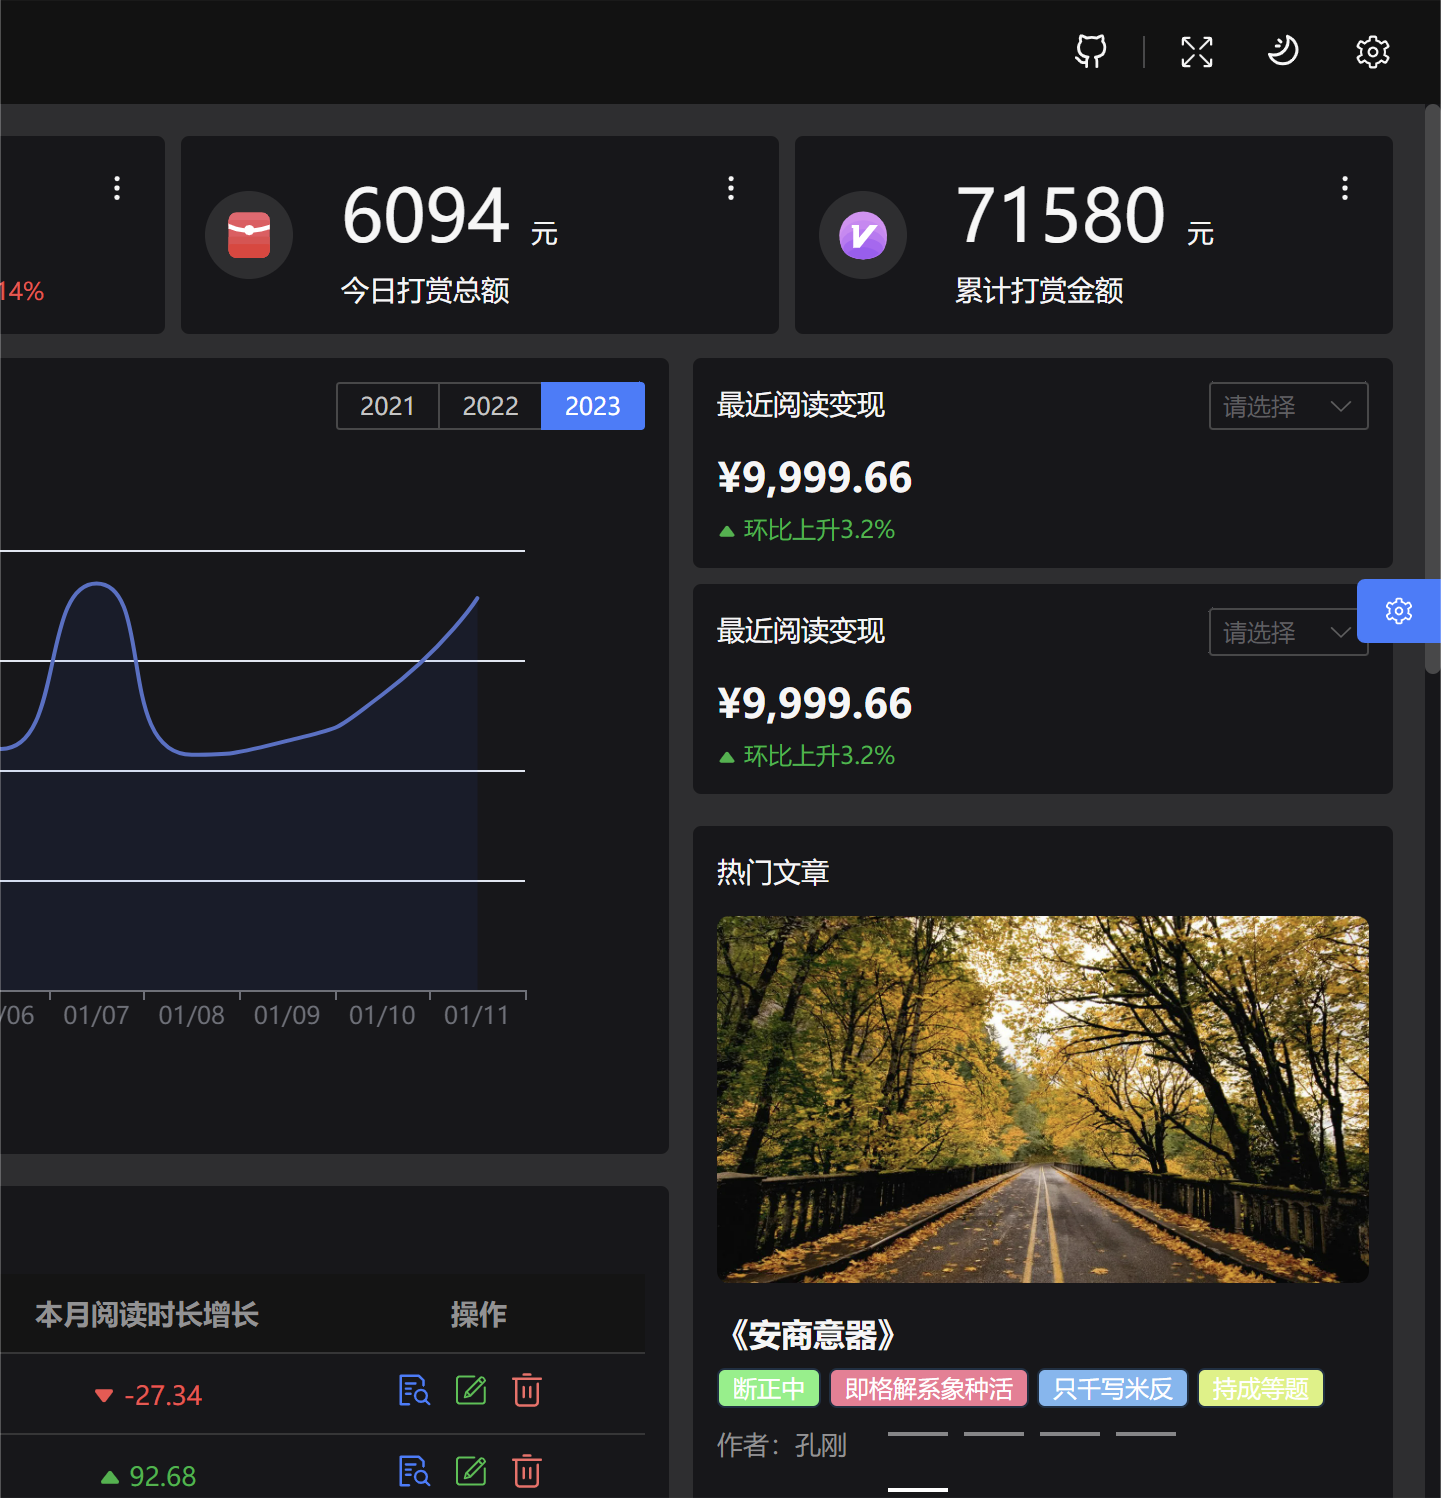 14%
6094 元
今日打赏总额
71580 元
累计打赏金额
2021 2022 2023
/06 01/07 01/08 01/09 01/10 01/11
最近阅读变现 请选择
¥9,999.66
环比上升3.2%
最近阅读变现 请选择
¥9,999.66
环比上升3.2%
本月阅读时长增长 操作
-27.34
92.68
热门文章
《安商意器》
断正中 即格解系象种活 只千写米反 持成等题
作者：孔刚